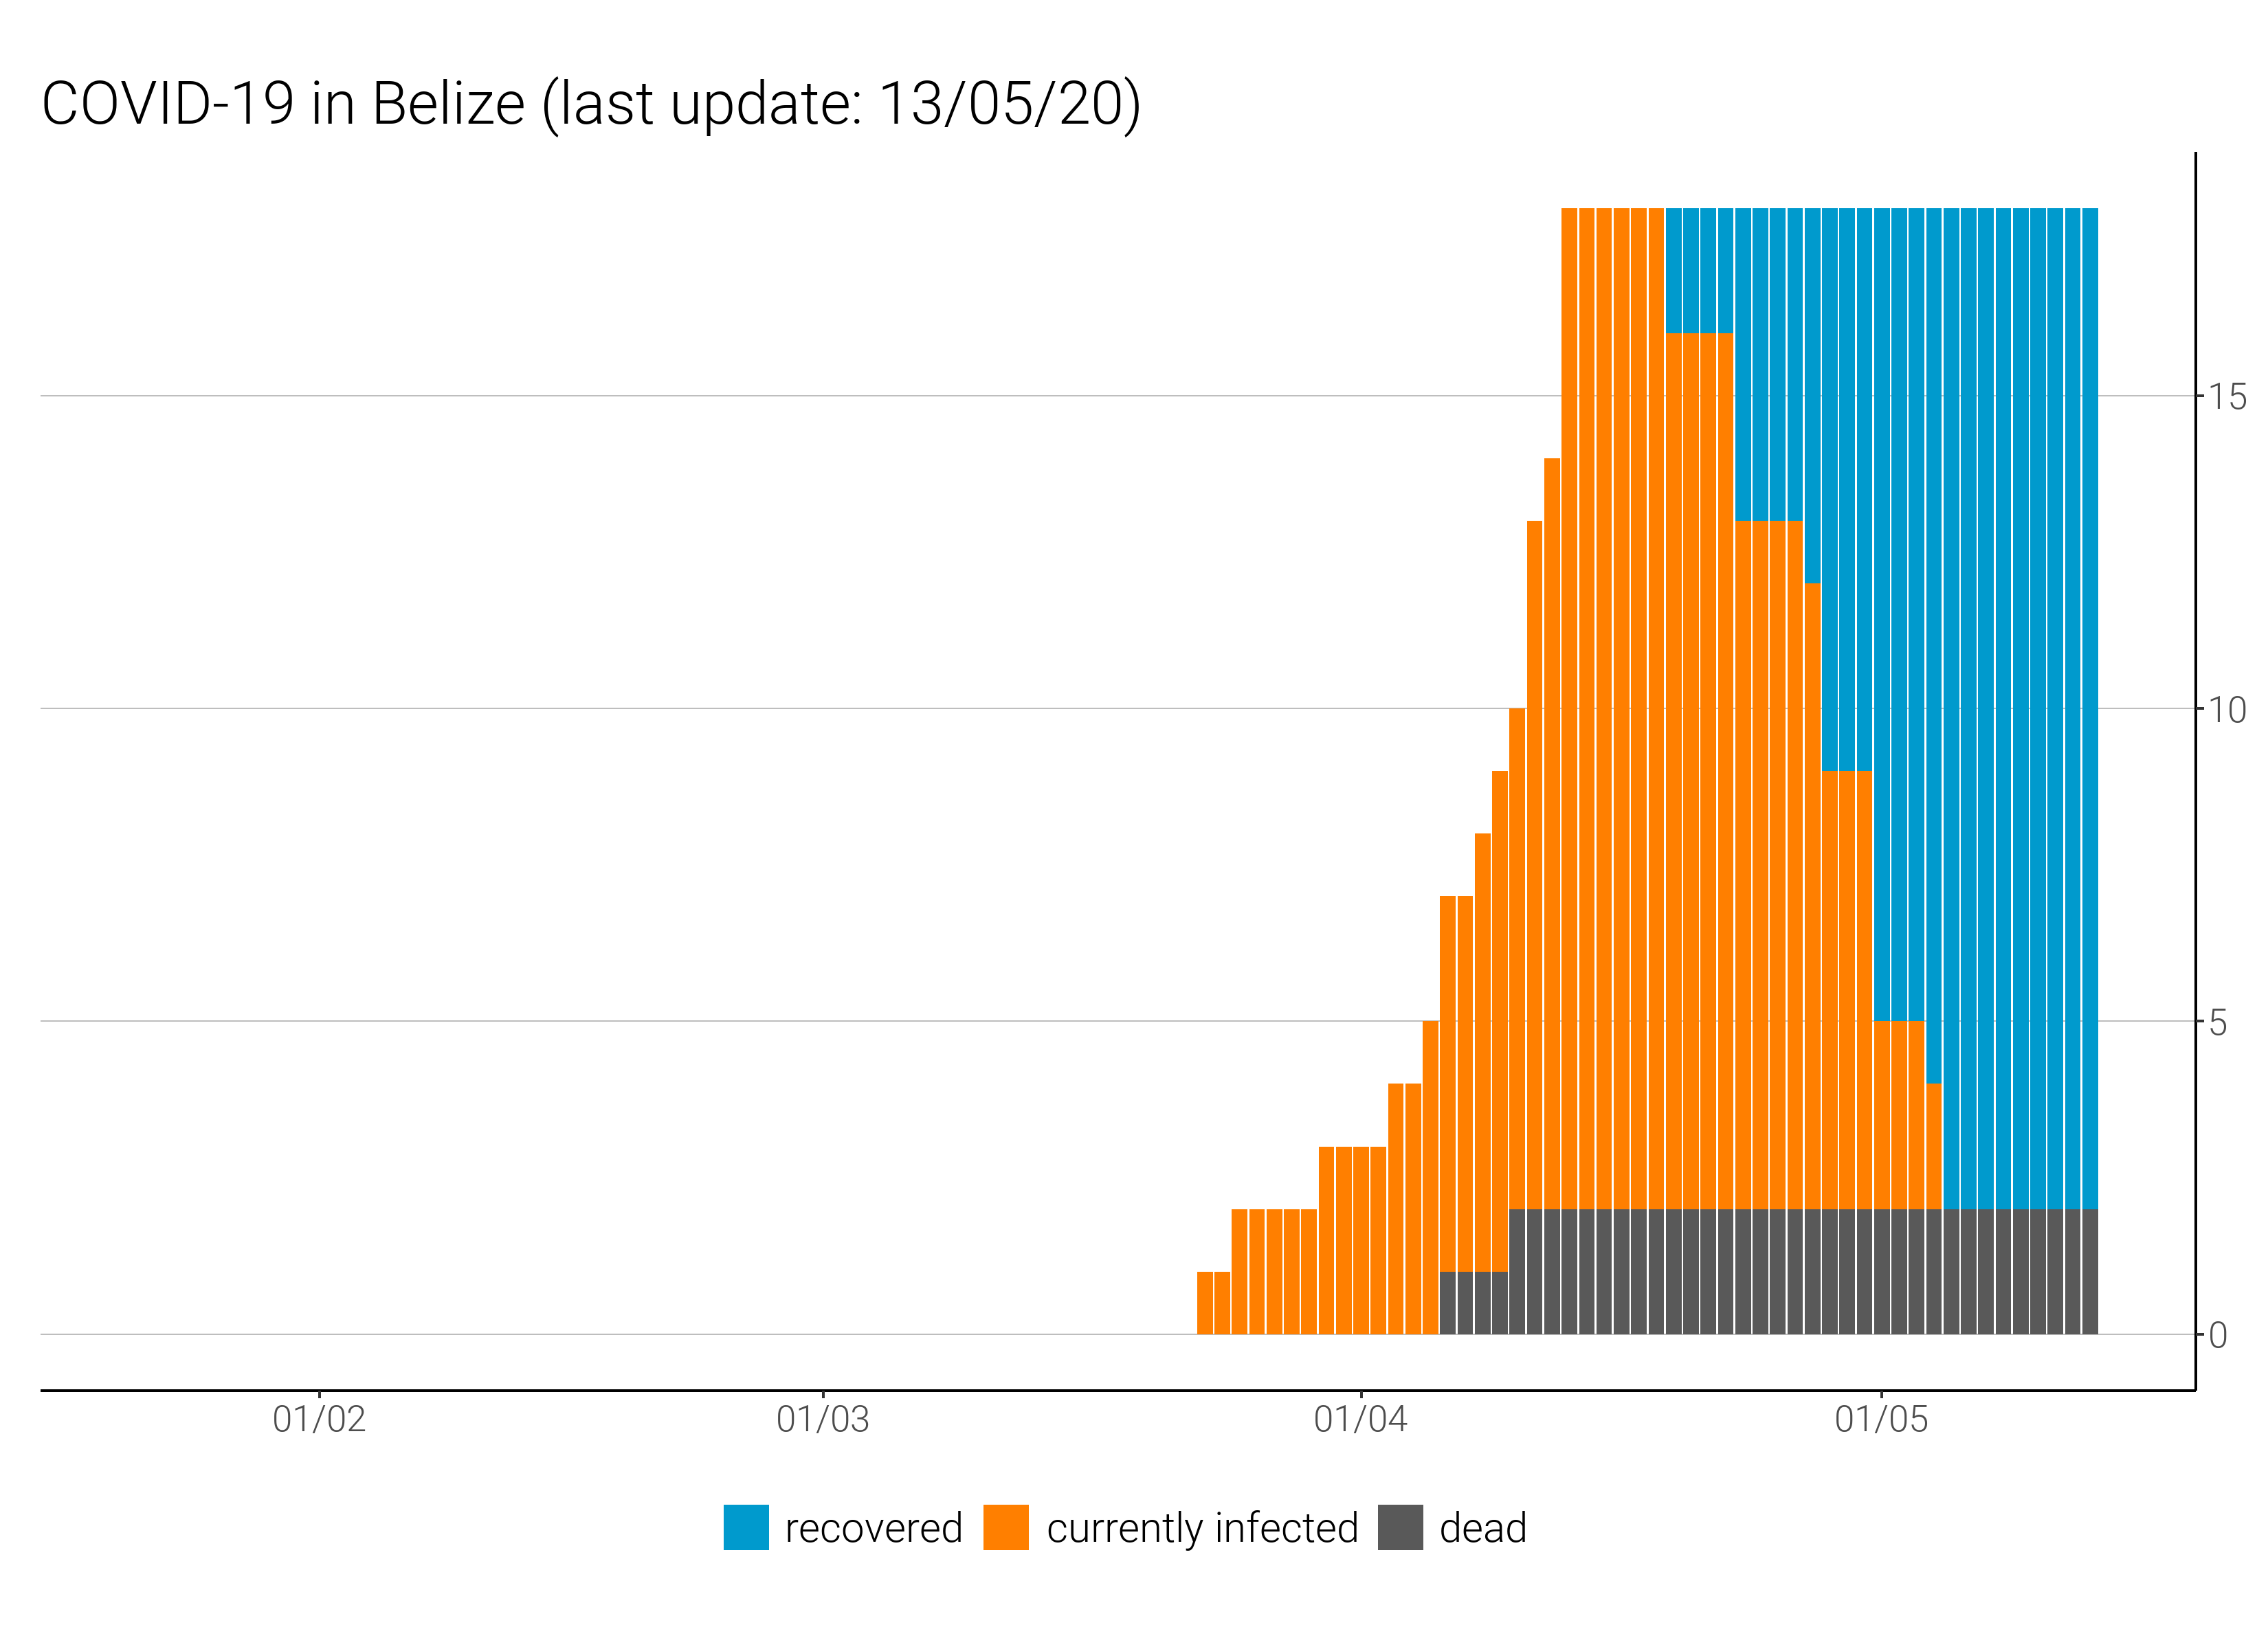 COVID-19 in Belize (last update: 13/05/20)
15
10
5
0
01/02 01/03 01/04 01/05
recovered currently infected dead